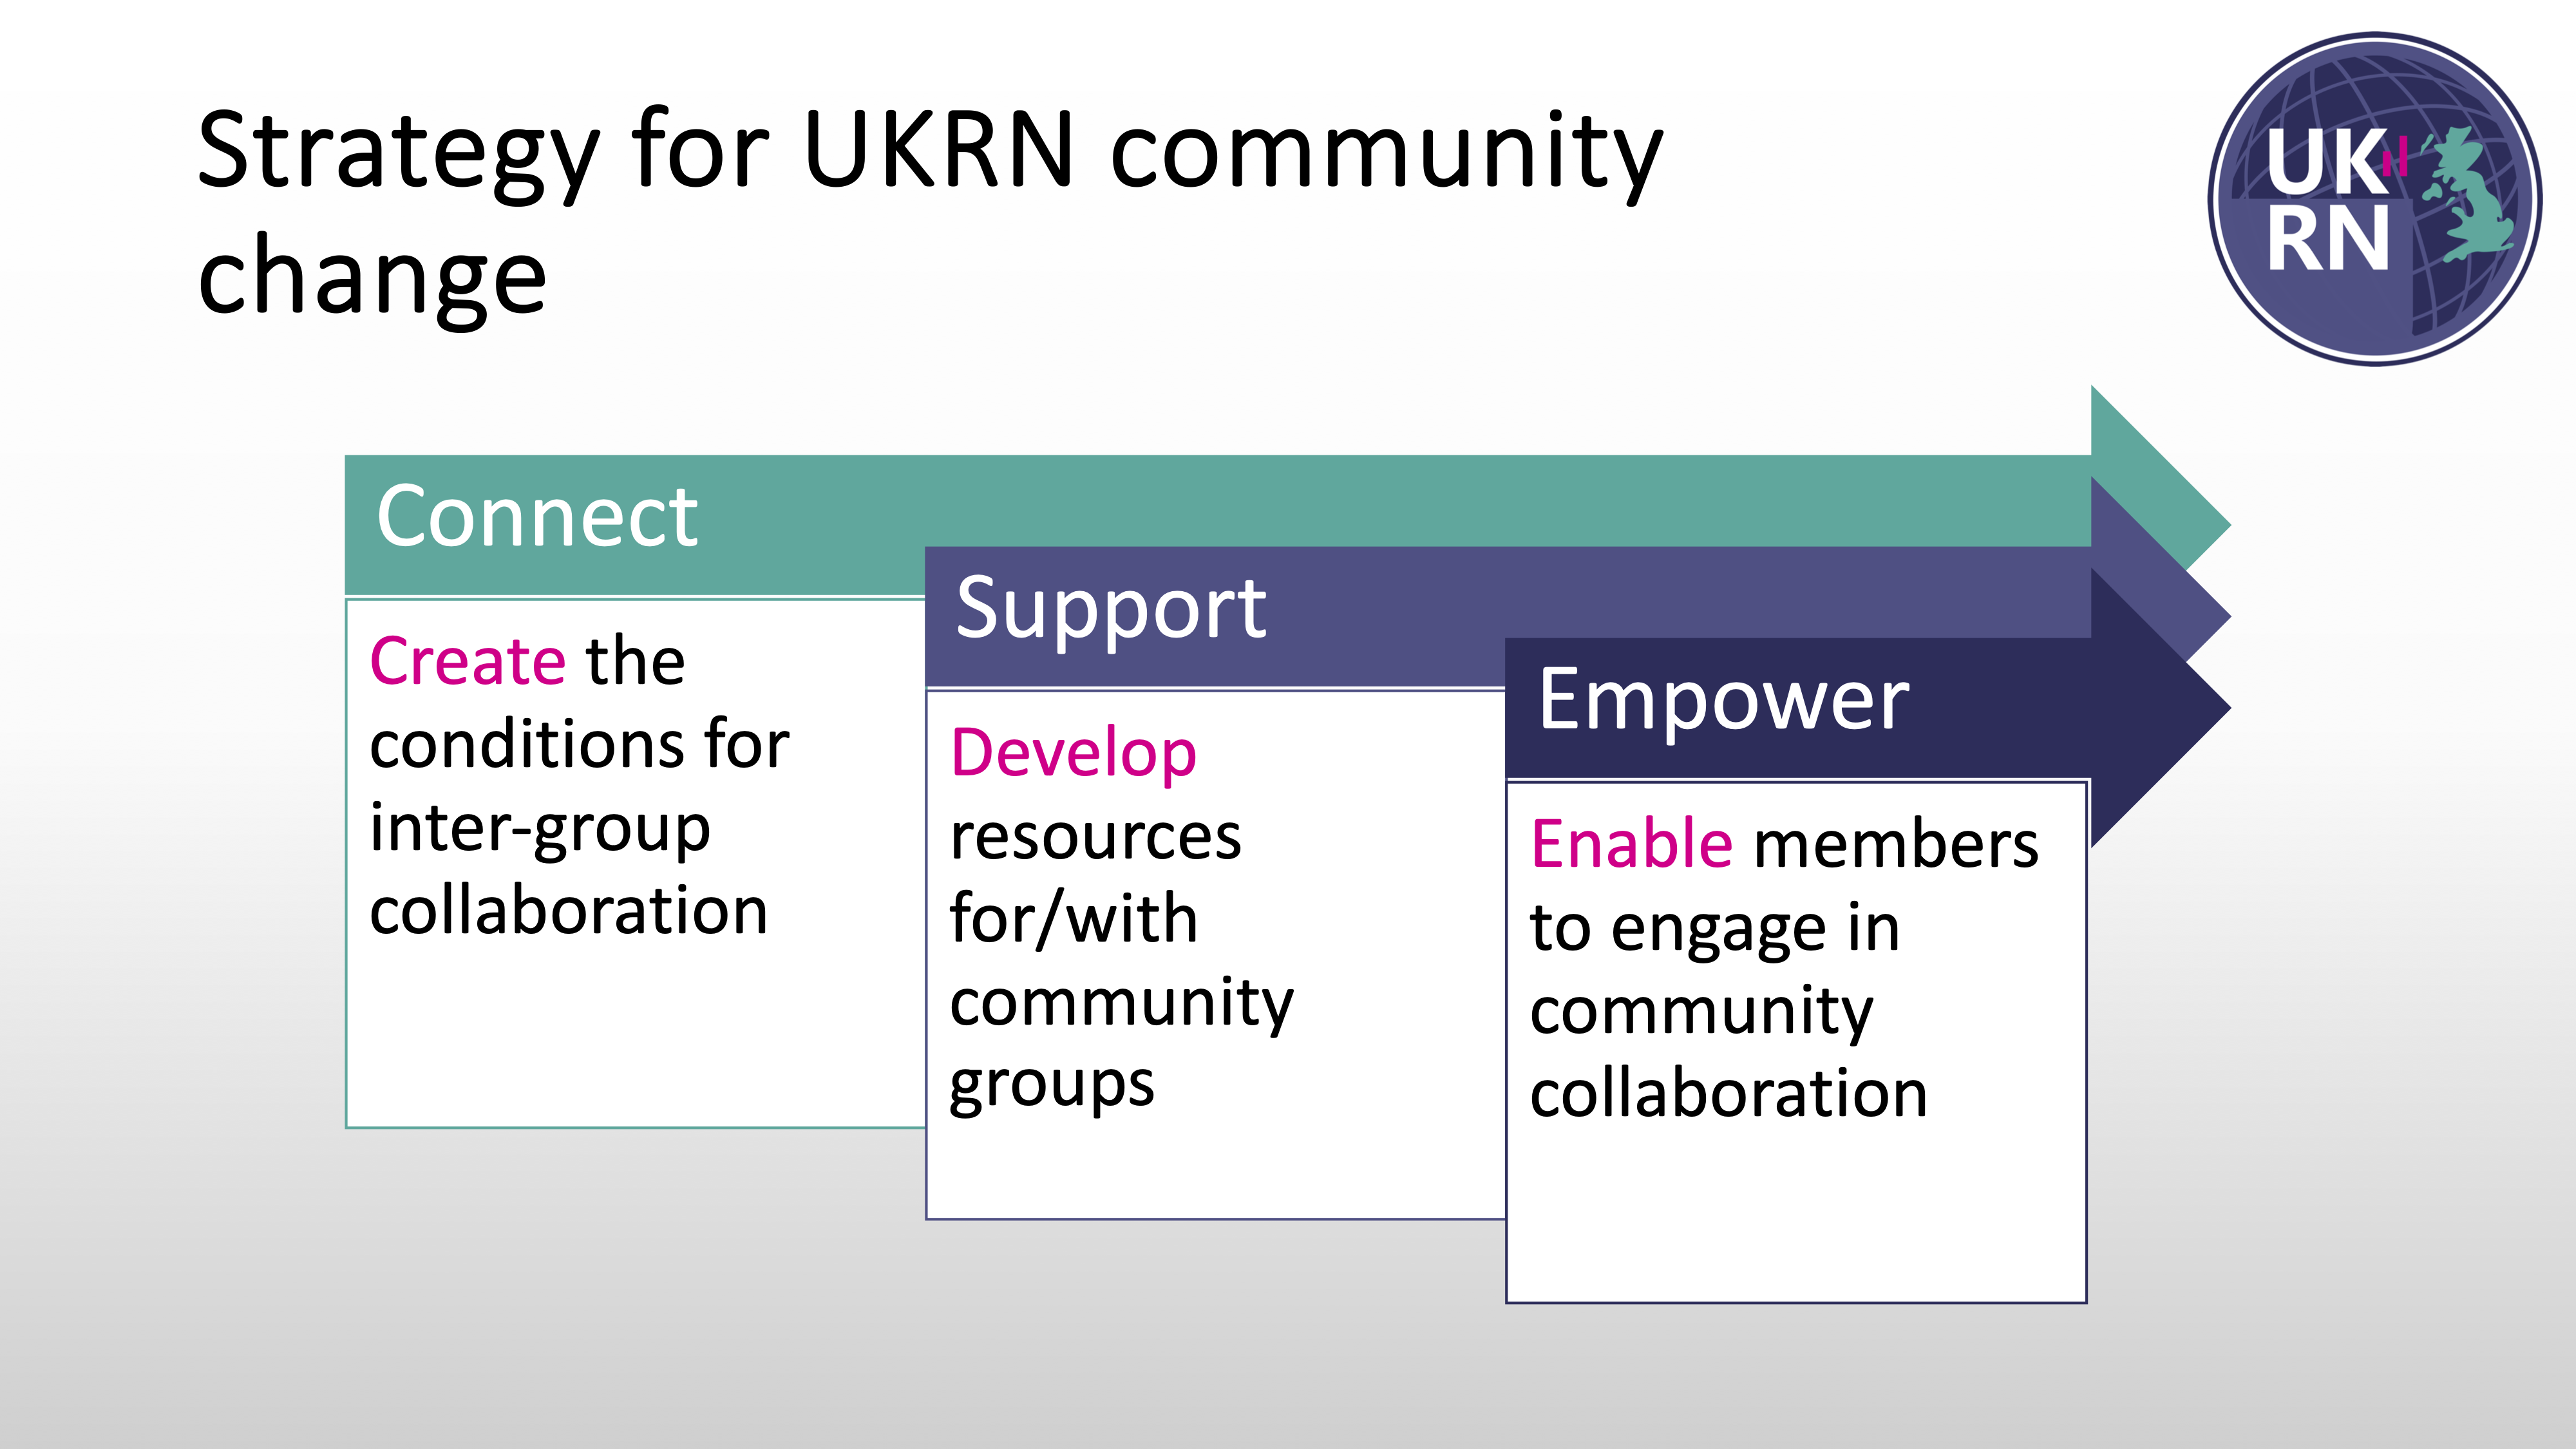 Strategy for UKRN community
change
UK
RN
Connect
Create the
conditions for
inter-group
collaboration
Support
Develop
resources
for/with
community
groups
Empower
Enable members
to engage in
community
collaboration